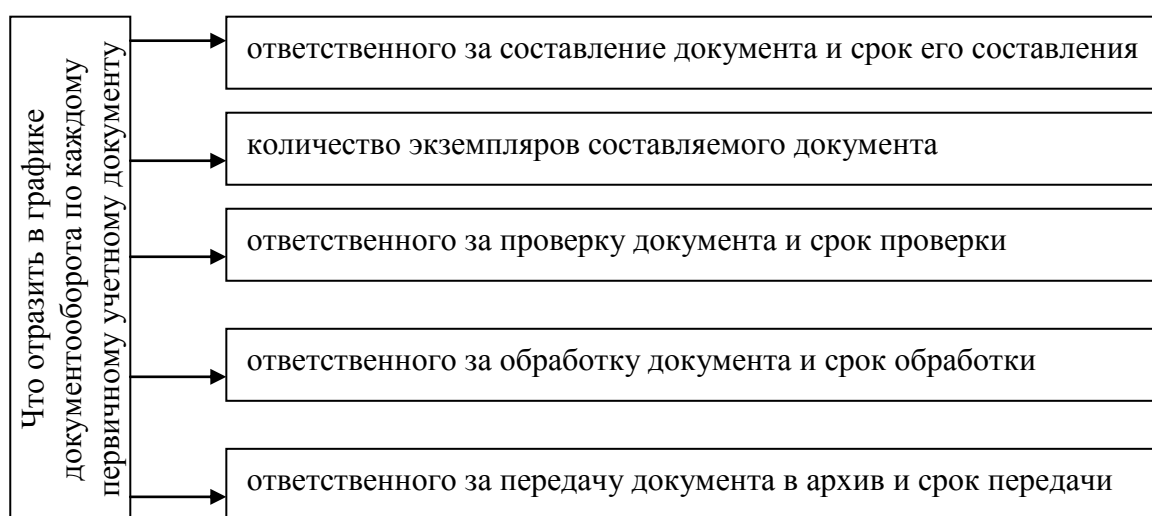 Что отразить в графике
документооборота по каждому
первичному учетному документу
ответственного за составление документа и срок его составления
количество экземпляров составляемого документа
ответственного за проверку документа и срок проверки
ответственного за обработку документа и срок обработки
ответственного за передачу документа в архив и срок передачи